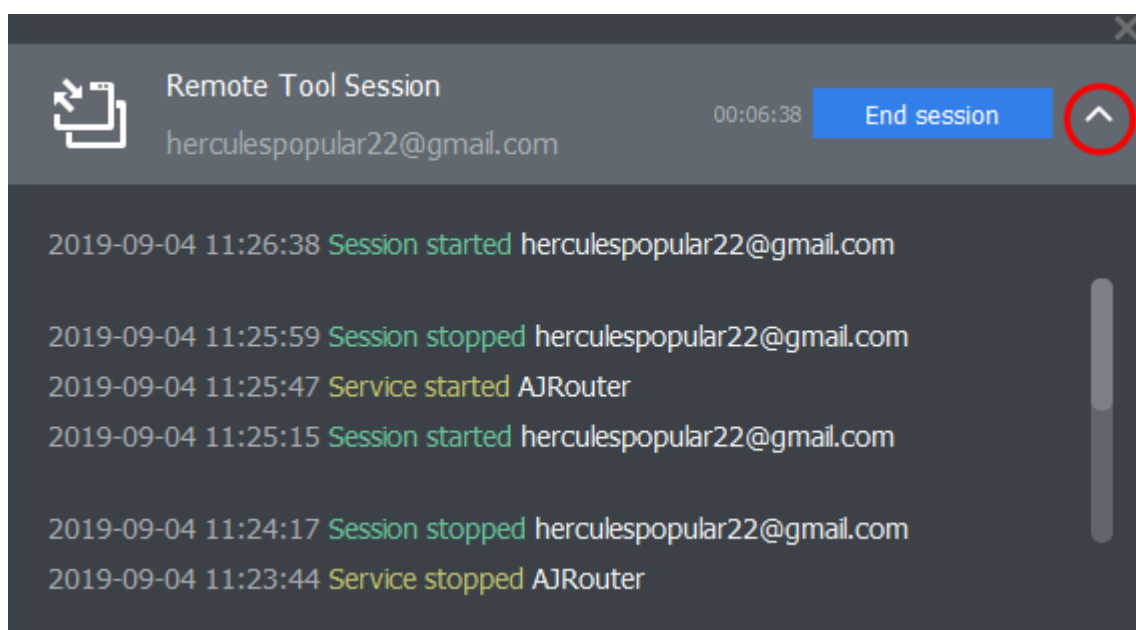 Remote Tool Session
herculespopular22@gmail.com
00:06:38
End session
2019-09-04 11:26:38 Session started herculespopular22@gmail.com
2019-09-04 11:25:59 Session stopped herculespopular22@gmail.com
2019-09-04 11:25:47 Service started AJRouter
2019-09-04 11:25:15 Session started herculespopular22@gmail.com
2019-09-04 11:24:17 Session stopped herculespopular22@gmail.com
2019-09-04 11:23:44 Service stopped AJRouter